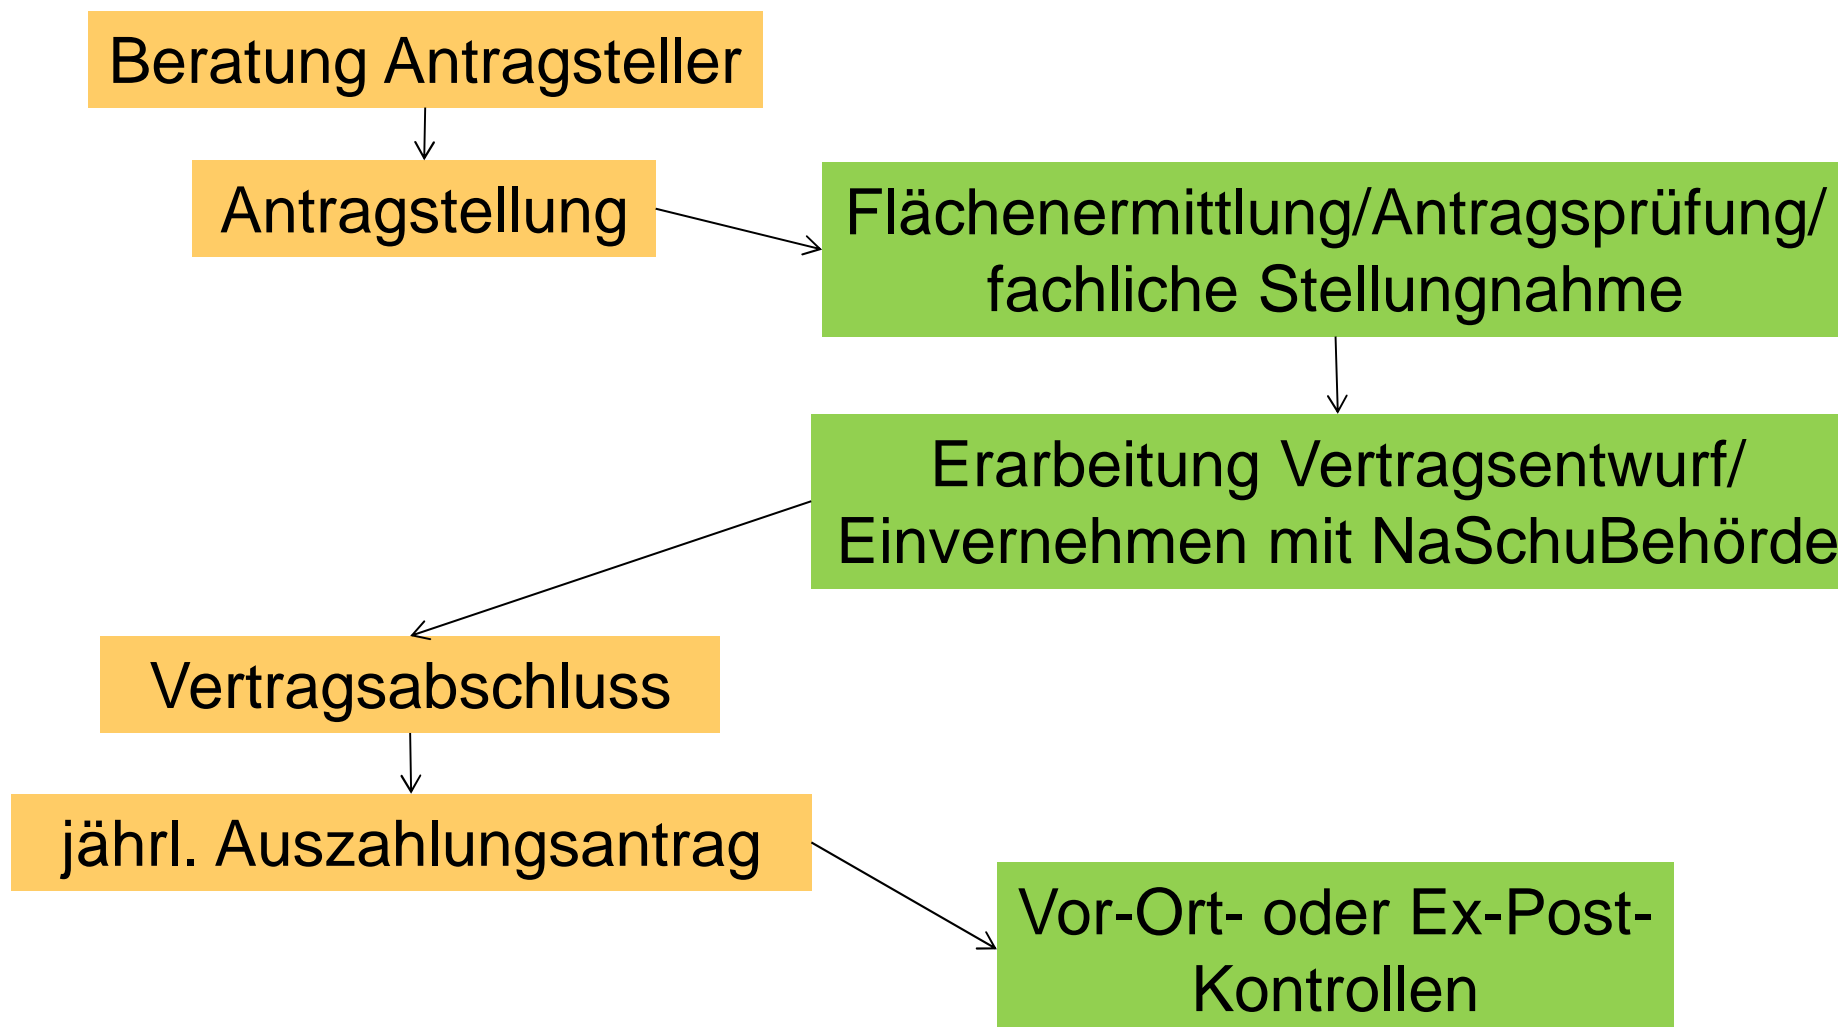 Beratung Antragsteller
Antragstellung
Flächenermittlung/Antragsprüfung/
fachliche Stellungnahme
Erarbeitung Vertragsentwurf/
Einvernehmen mit NaSchuBehörde
Vertragsabschluss
jährl. Auszahlungsantrag
Vor-Ort- oder Ex-Post-
Kontrollen